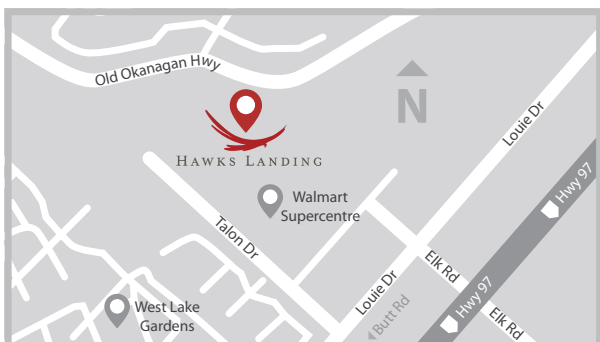 Old Okanagan Hwy
N
Louie Dr
HAWKS LANDING
Hwy 97
Walmart
Supercentre
Talon Dr
Elk Rd
Louie Dr
Hwy 97
West Lake
Gardens
Butt Rd
Elk Rd